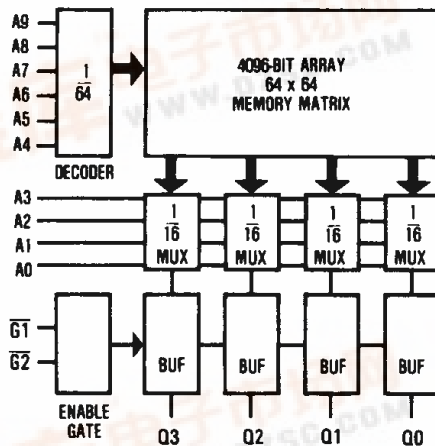 A9
A8
A7
A6
A5
A4
1
64
DECODER
4096-BIT ARRAY
64 x 64
MEMORY MATRIX
A3
A2
A1
A0
1
16
MUX
1
16
MUX
1
16
MUX
1
16
MUX
G1
G2
ENABLE
GATE
BUF
BUF
BUF
BUF
Q3
Q2
Q1
Q0